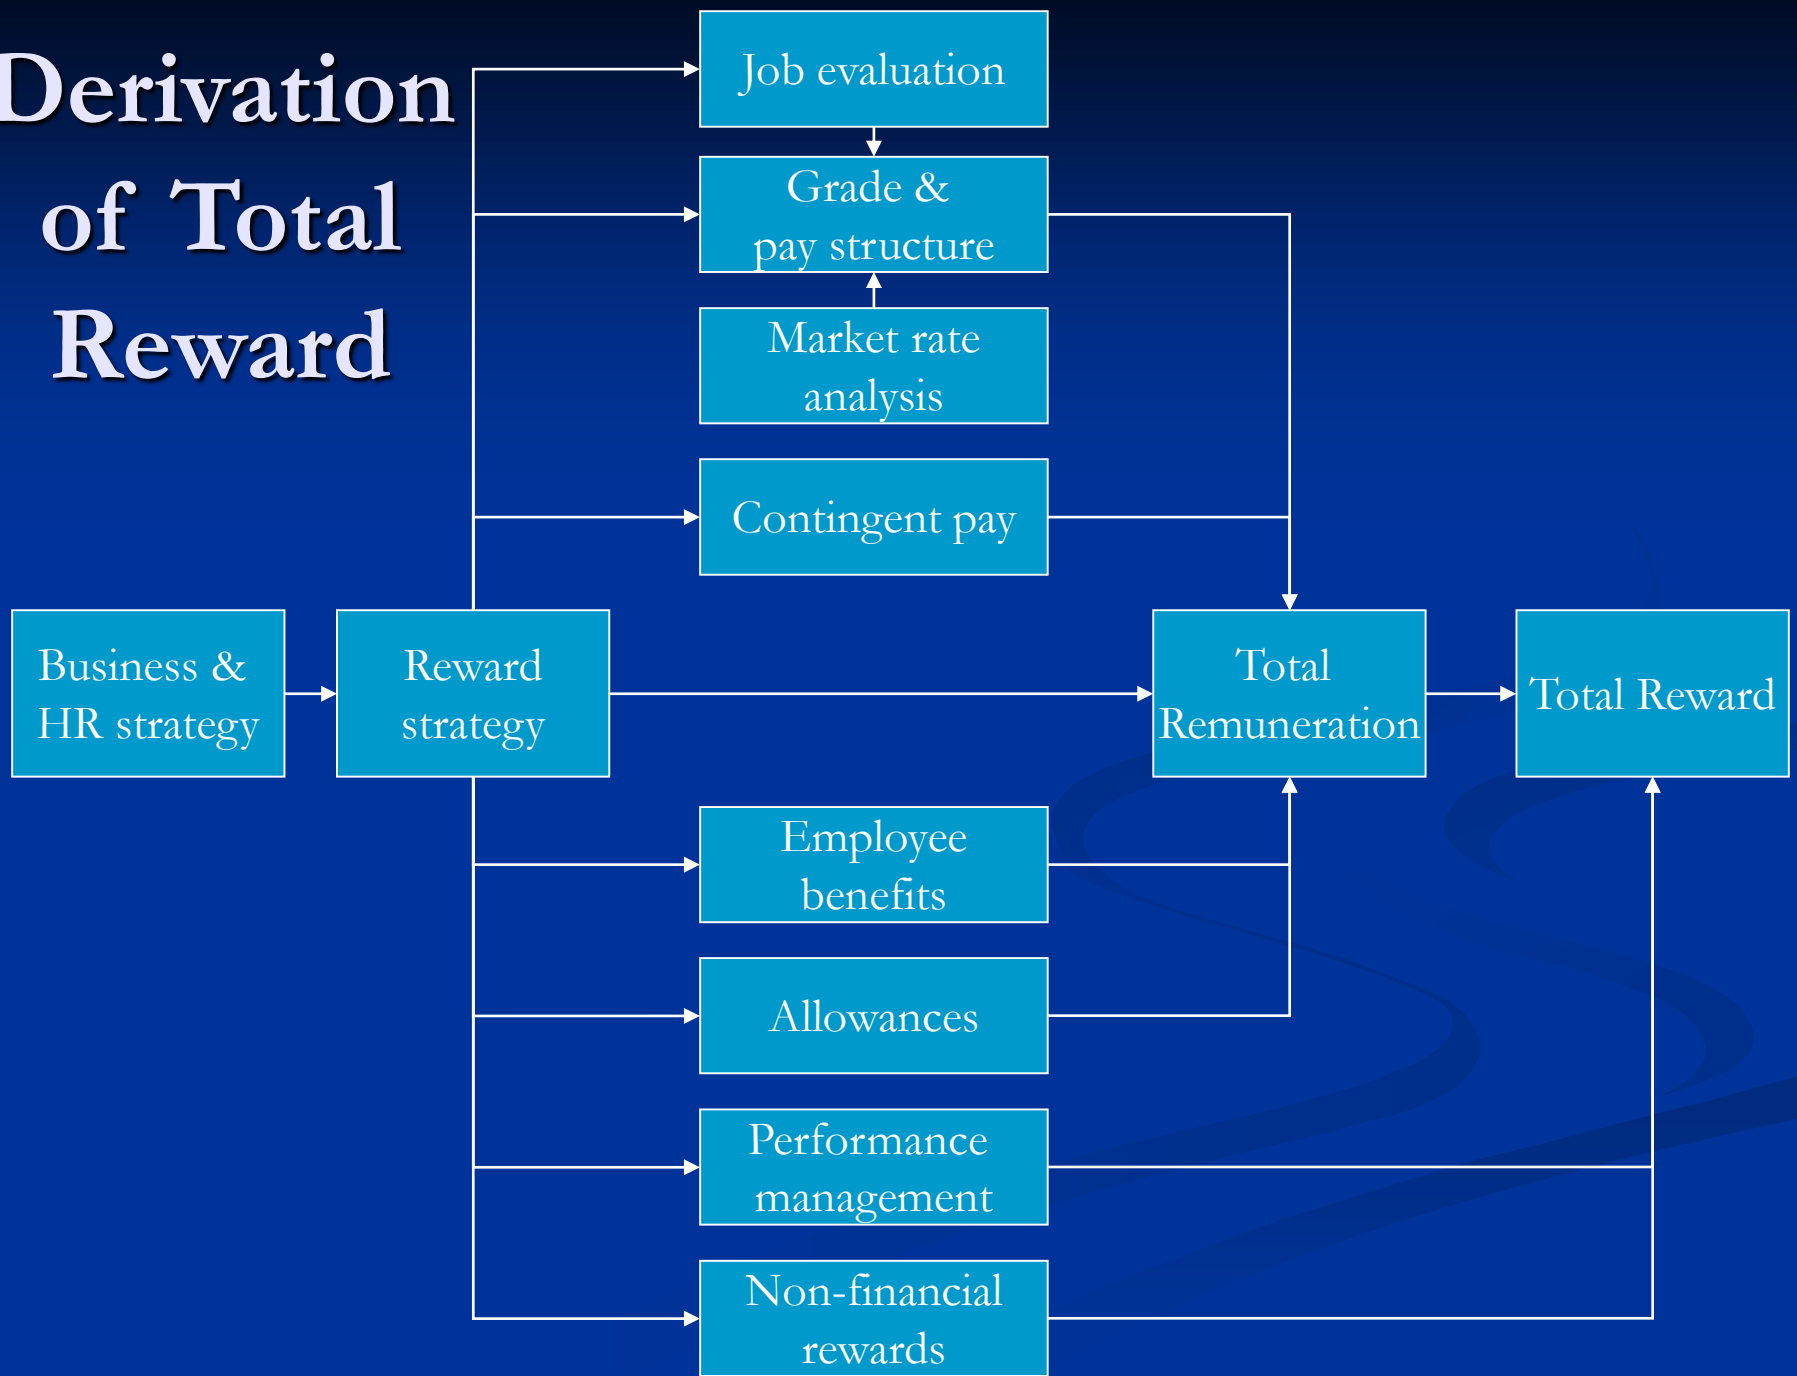 Derivation
of Total
Reward
Job evaluation
Grade &
pay structure
Market rate
analysis
Contingent pay
Business &
HR strategy
Reward
strategy
Total
Remuneration
Total Reward
Employee
benefits
Allowances
Performance
management
Non-financial
rewards